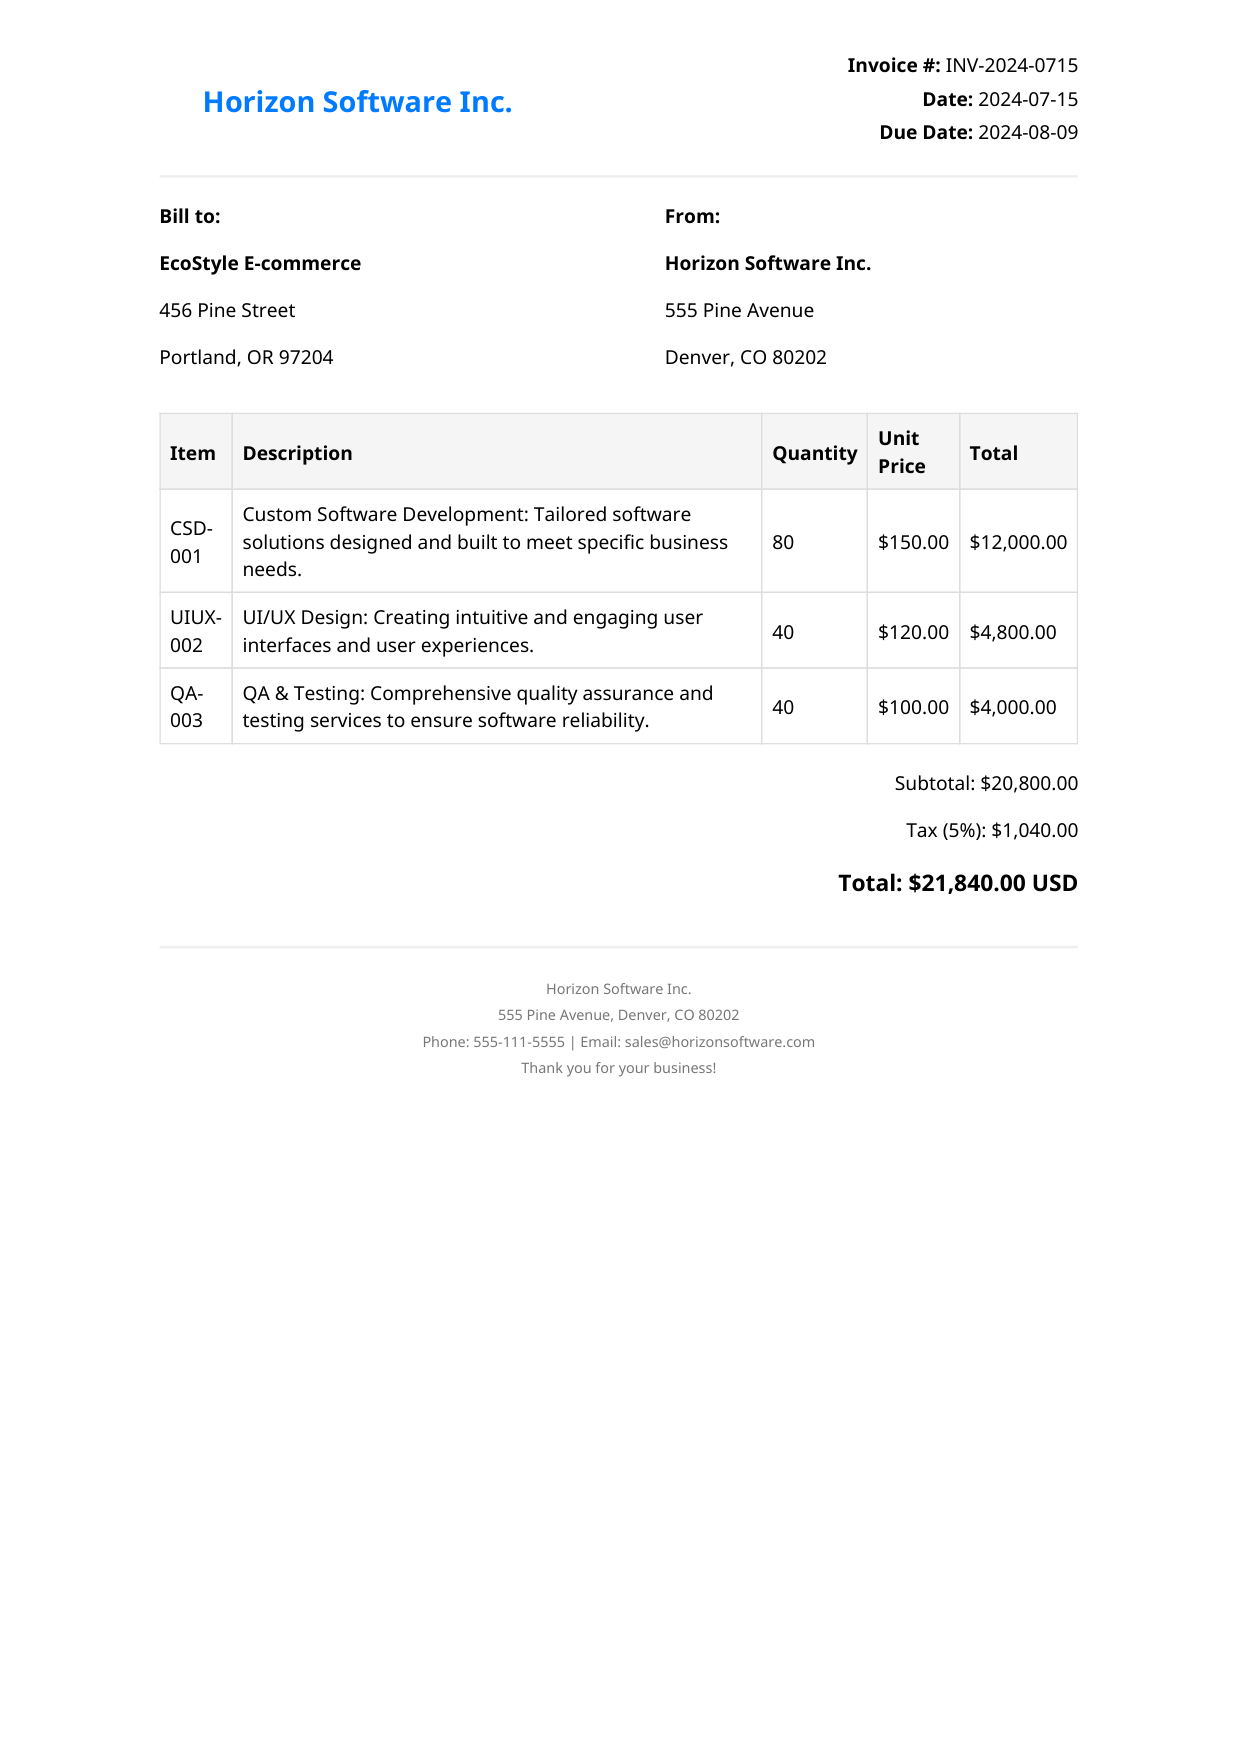 Horizon Software Inc.
Invoice #: INV-2024-0715
Date: 2024-07-15
Due Date: 2024-08-09
Bill to:
EcoStyle E-commerce
456 Pine Street
Portland, OR 97204
From:
Horizon Software Inc.
555 Pine Avenue
Denver, CO 80202
Item Description Quantity Unit Price Total
CSD-
001
Custom Software Development: Tailored software
solutions designed and built to meet specific business
needs.
80 $150.00 $12,000.00
UIUX-
002
UI/UX Design: Creating intuitive and engaging user
interfaces and user experiences.
40 $120.00 $4,800.00
QA-
003
QA & Testing: Comprehensive quality assurance and
testing services to ensure software reliability.
40 $100.00 $4,000.00
Subtotal: $20,800.00
Tax (5%): $1,040.00
Total: $21,840.00 USD
Horizon Software Inc.
555 Pine Avenue, Denver, CO 80202
Phone: 555-111-5555 | Email: sales@horizonsoftware.com
Thank you for your business!